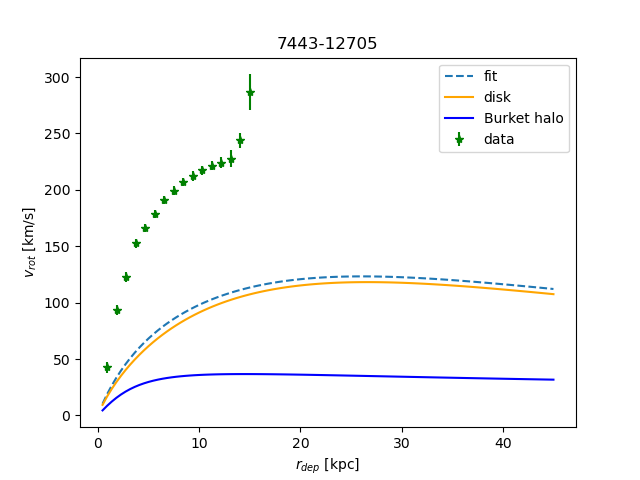 7443-12705
fit
disk
Burket halo
data
300
250
200
150
100
50
0
v_rot [km/s]
0 10 20 30 40
r_dep [kpc]